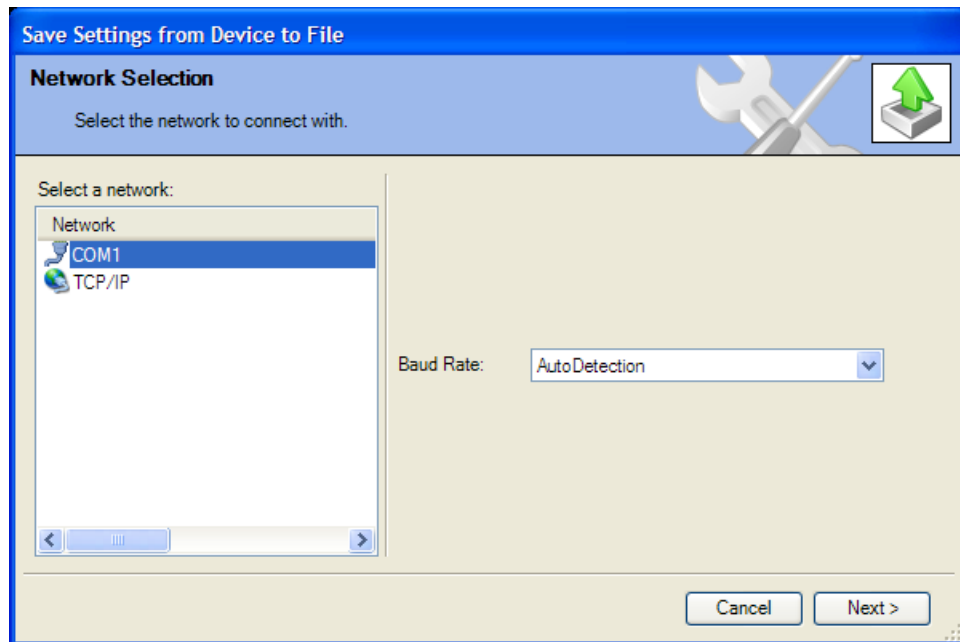 Save Settings from Device to File
Network Selection
Select the network to connect with.
Select a network:
Network
COM1
TCP/IP
Baud Rate:
AutoDetection
Cancel
Next >